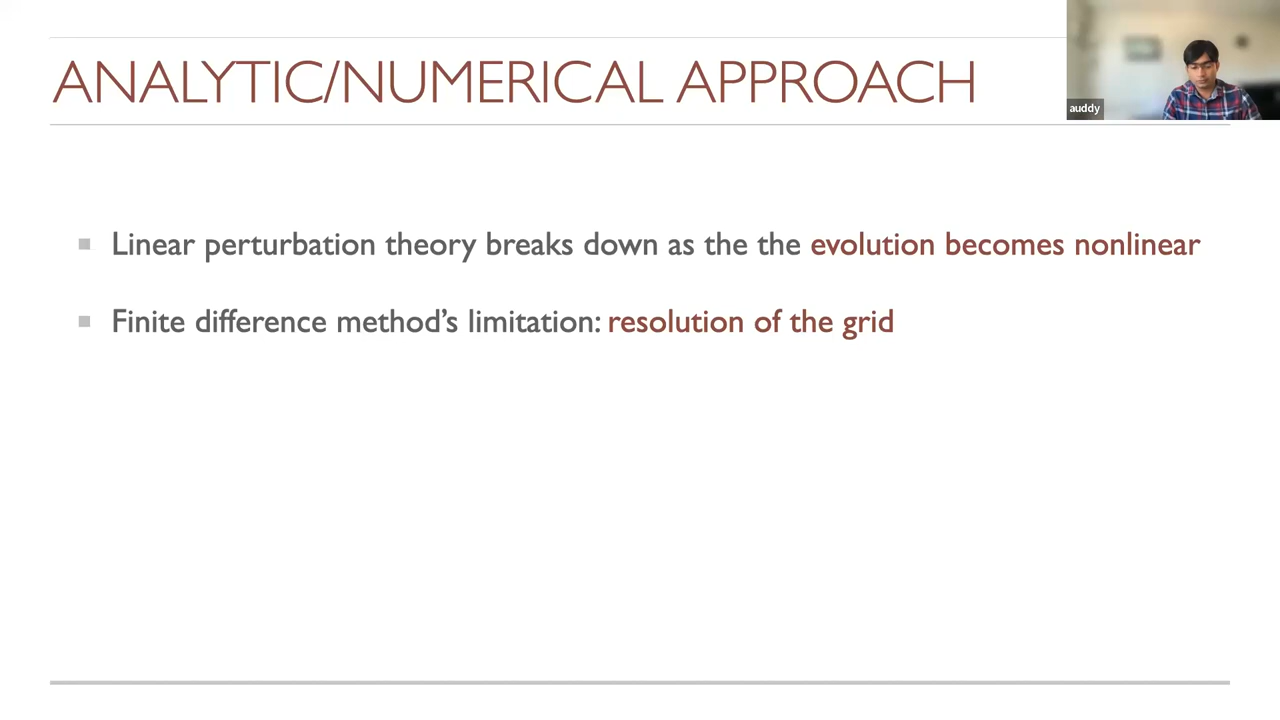 ANALYTIC/NUMERICAL APPROACH
auddy
Linear perturbation theory breaks down as the the evolution becomes nonlinear
Finite difference method’s limitation: resolution of the grid